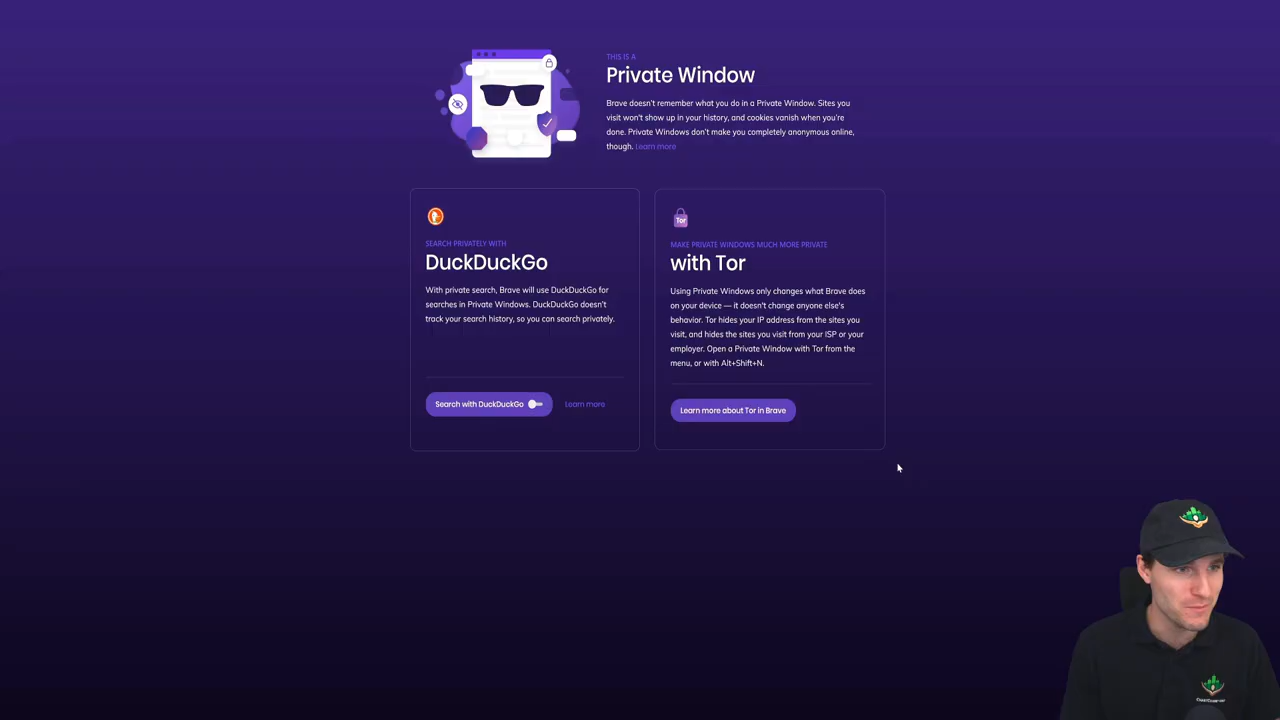 THIS IS A
Private Window
Brave doesn't remember what you do in a Private Window. Sites you
visit won't show up in your history, and cookies vanish when you're
done. Private Windows don't make you completely anonymous online,
though. Learn more
SEARCH PRIVATELY WITH
DuckDuckGo
With private search, Brave will use DuckDuckGo for
searches in Private Windows. DuckDuckGo doesn't
track your search history, so you can search privately.
Search with DuckDuckGo
Learn more
Tor
MAKE PRIVATE WINDOWS MUCH MORE PRIVATE
with Tor
Using Private Windows only changes what Brave does
on your device — it doesn't change anyone else's
behavior. Tor hides your IP address from the sites you
visit, and hides the sites you visit from your ISP or your
employer. Open a Private Window with Tor from the
menu, or with Alt+Shift+N.
Learn more about Tor in Brave